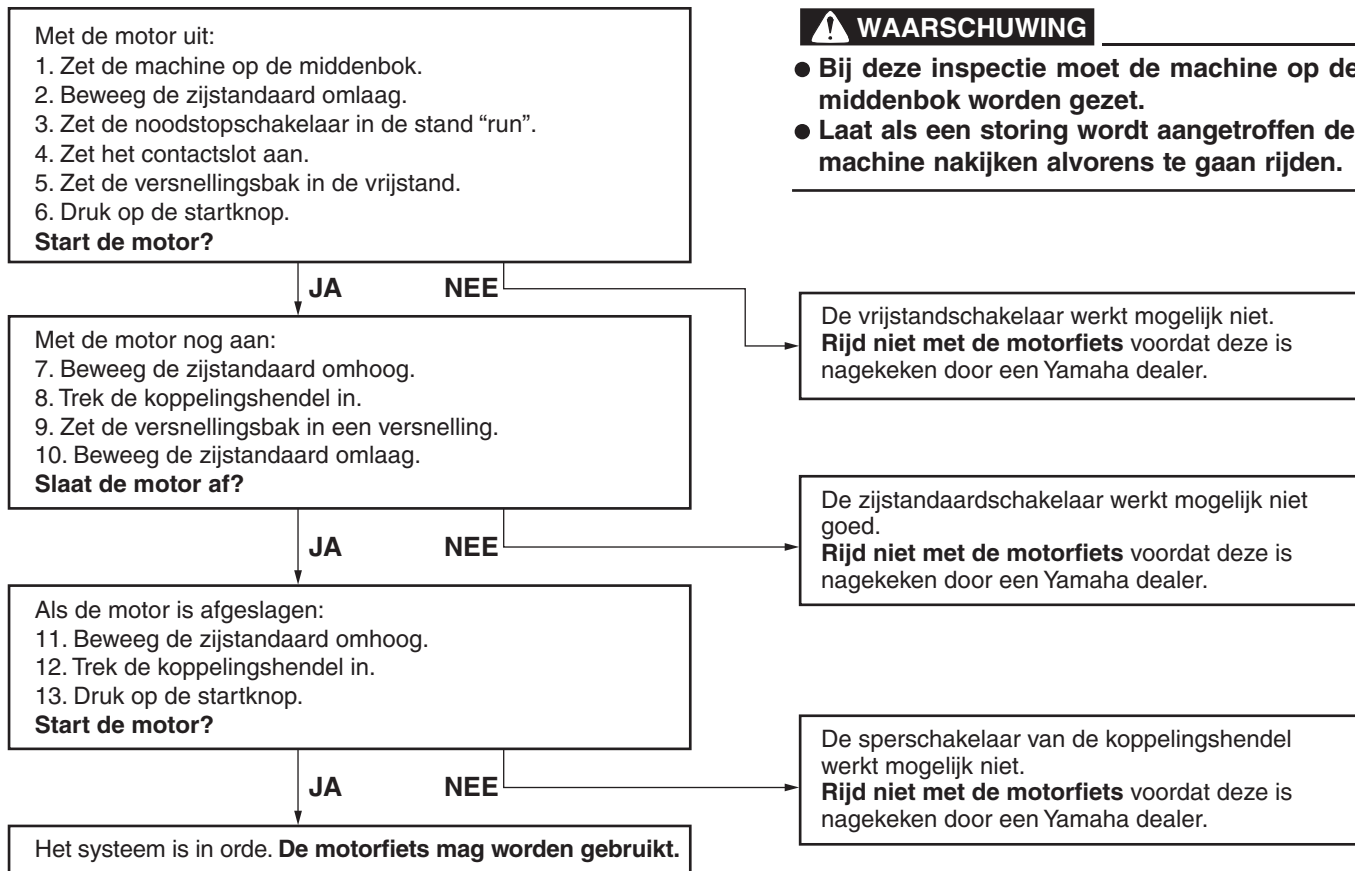 Met de motor uit:
1. Zet de machine op de middenbok.
2. Beweeg de zijstandaard omlaag.
3. Zet de noodstopschakelaar in de stand “run”.
4. Zet het contactslot aan.
5. Zet de versnellingsbak in de vrijstand.
6. Druk op de startknop.
Start de motor?
WAARSCHUWING
● Bij deze inspectie moet de machine op de
middenbok worden gezet.
● Laat als een storing wordt aangetroffen de
machine nakijken alvorens te gaan rijden.
JA NEE
De vrijstandschakelaar werkt mogelijk niet.
Rijd niet met de motorfiets voordat deze is
nagekeken door een Yamaha dealer.
Met de motor nog aan:
7. Beweeg de zijstandaard omhoog.
8. Trek de koppelingshendel in.
9. Zet de versnellingsbak in een versnelling.
10. Beweeg de zijstandaard omlaag.
Slaat de motor af?
JA NEE
De zijstandaardschakelaar werkt mogelijk niet
goed.
Rijd niet met de motorfiets voordat deze is
nagekeken door een Yamaha dealer.
Als de motor is afgeslagen:
11. Beweeg de zijstandaard omhoog.
12. Trek de koppelingshendel in.
13. Druk op de startknop.
Start de motor?
JA NEE
De sperschakelaar van de koppelingshendel
werkt mogelijk niet.
Rijd niet met de motorfiets voordat deze is
nagekeken door een Yamaha dealer.
Het systeem is in orde. De motorfiets mag worden gebruikt.